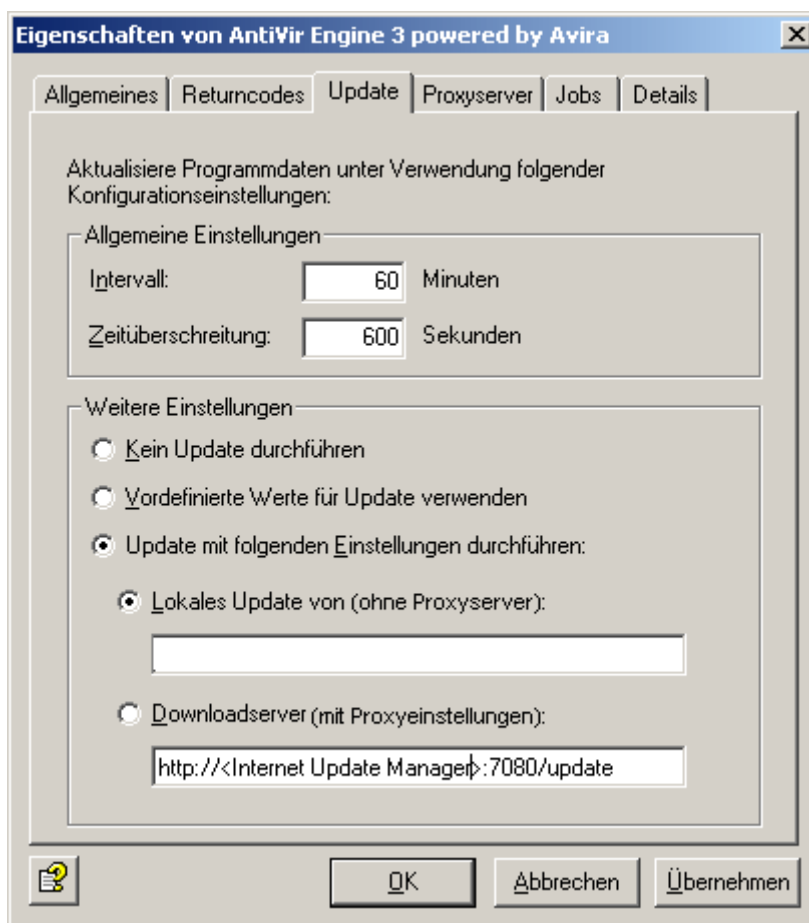 Eigenschaften von AntiVir Engine 3 powered by Avira
Allgemeines Returncodes Update Proxyserver Jobs Details
Aktualisiere Programmdaten unter Verwendung folgender
Konfigurationseinstellungen:
Allgemeine Einstellungen
Intervall: 60 Minuten
Zeitüberschreitung: 600 Sekunden
Weitere Einstellungen
Kein Update durchführen
Vordefinierte Werte für Update verwenden
Update mit folgenden Einstellungen durchführen:
Lokales Update von (ohne Proxyserver):
Downloadserver (mit Proxyeinstellungen):
http://<Internet Update Manager>:7080/update
OK Abbrechen Übernehmen